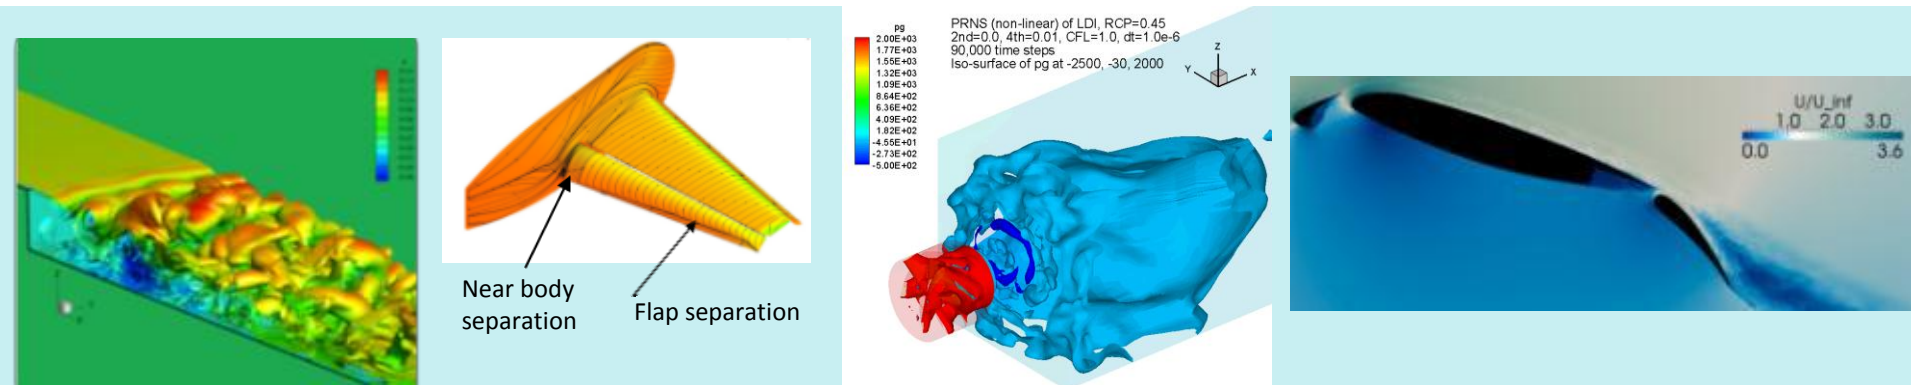 Near body
separation
Flap separation
pg
2.00E+03
1.77E+03
1.55E+03
1.32E+03
1.09E+03
8.64E+02
6.36E+02
4.09E+02
1.82E+02
-4.55E+01
-2.73E+02
-5.00E+02
PRNS (non-linear) of LDI, RCP=0.45
2nd=0.0, 4th=0.01, CFL=1.0, dt=1.0e-6
90,000 time steps
Iso-surface of pg at -2500, -30, 2000
Z
Y
X
U/U_inf
1.0 2.0 3.0
0.0 3.6